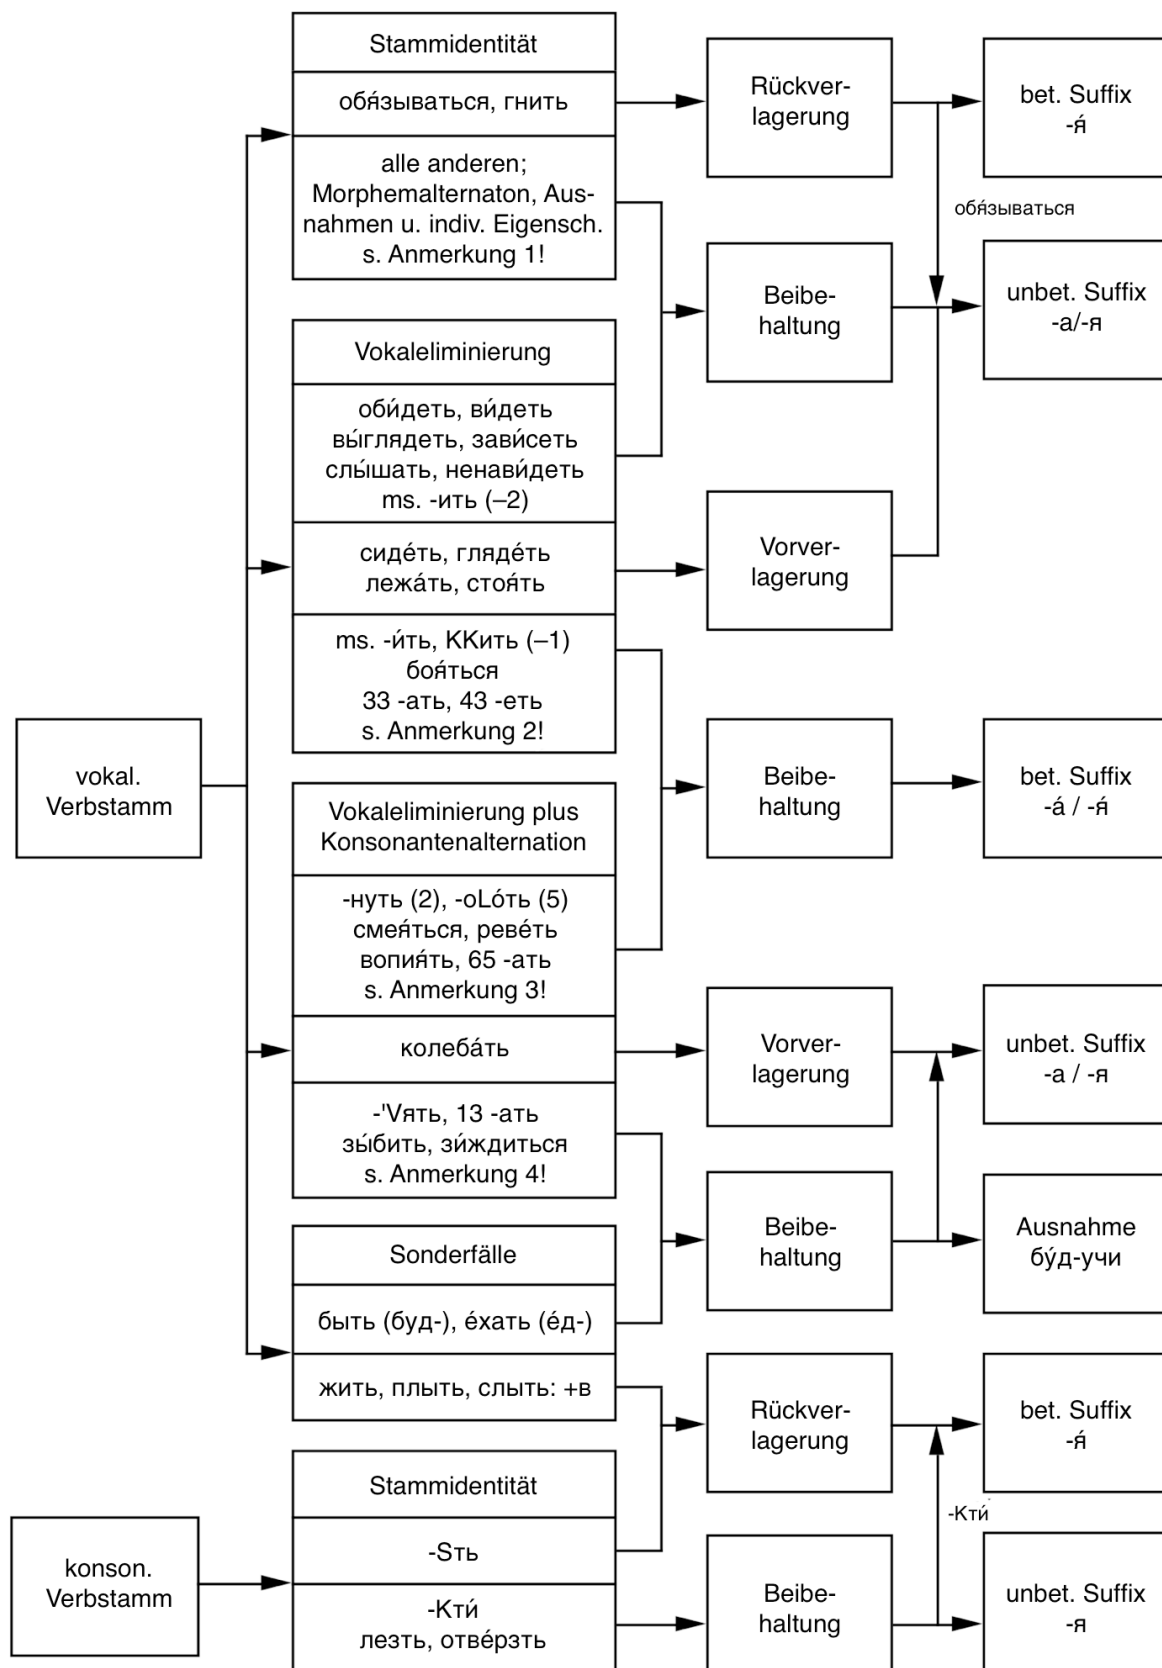 Stammidentität
обя́зываться, гнить
alle anderen;
Morphemalternaton, Aus-
nahmen u. indiv. Eigensch.
s. Anmerkung 1!
Rückver-
lagerung
bet. Suffix
-я́
обя́зываться
Beibe-
haltung
unbet. Suffix
-а/-я
Vokaleliminierung
оби́деть, ви́деть
вы́глядеть, зави́сеть
слы́шать, ненави́деть
ms. -ить (–2)
сиде́ть, гляде́ть
лежа́ть, стоя́ть
Vorver-
lagerung
ms. -и́ть, ККить (–1)
боя́ться
33 -ать, 43 -еть
s. Anmerkung 2!
vokal.
Verbstamm
Beibe-
haltung
bet. Suffix
-а́ / -я́
Vokaleliminierung plus
Konsonantenalternation
-нуть (2), -оLо́ть (5)
смея́ться, реве́ть
вопия́ть, 65 -ать
s. Anmerkung 3!
колеба́ть
Vorver-
lagerung
unbet. Suffix
-а / -я
-'Vять, 13 -ать
зы́бить, зи́ждиться
s. Anmerkung 4!
Beibe-
haltung
Ausnahme
бу́д-учи
Sonderfälle
быть (буд-), е́хать (е́д-)
жить, плыть, слыть: +в
Rückver-
lagerung
bet. Suffix
-я́
-Кти́
konson.
Verbstamm
Stammidentität
-Sть
-Кти́
лезть, отве́рзть
Beibe-
haltung
unbet. Suffix
-я